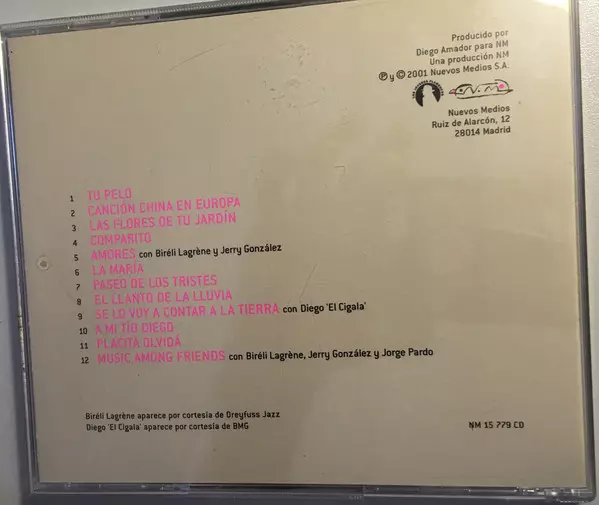 Producido por
Diego Amador para NM
Una producción NM
℗ y © 2001 Nuevos Medios S.A.
N.Mo
Nuevos Medios
Ruiz de Alarcón, 12
28014 Madrid
1 TU PELO
2 CANCIÓN CHINA EN EUROPA
3 LAS FLORES DE TU JARDÍN
4 COMPARITO
5 AMORES con Biréli Lagrène y Jerry González
6 LA MARÍA
7 PASEO DE LOS TRISTES
8 EL LLANTO DE LA LLUVIA
9 SE LO VOY A CONTAR A LA TIERRA con Diego 'El Cigala'
10 A MI TÍO DIEGO
11 PLACITA OLVIDÁ
12 MUSIC AMONG FRIENDS con Biréli Lagrène, Jerry González y Jorge Pardo
Biréli Lagrène aparece por cortesía de Dreyfuss Jazz
Diego 'El Cigala' aparece por cortesía de BMG
NM 15 779 CD